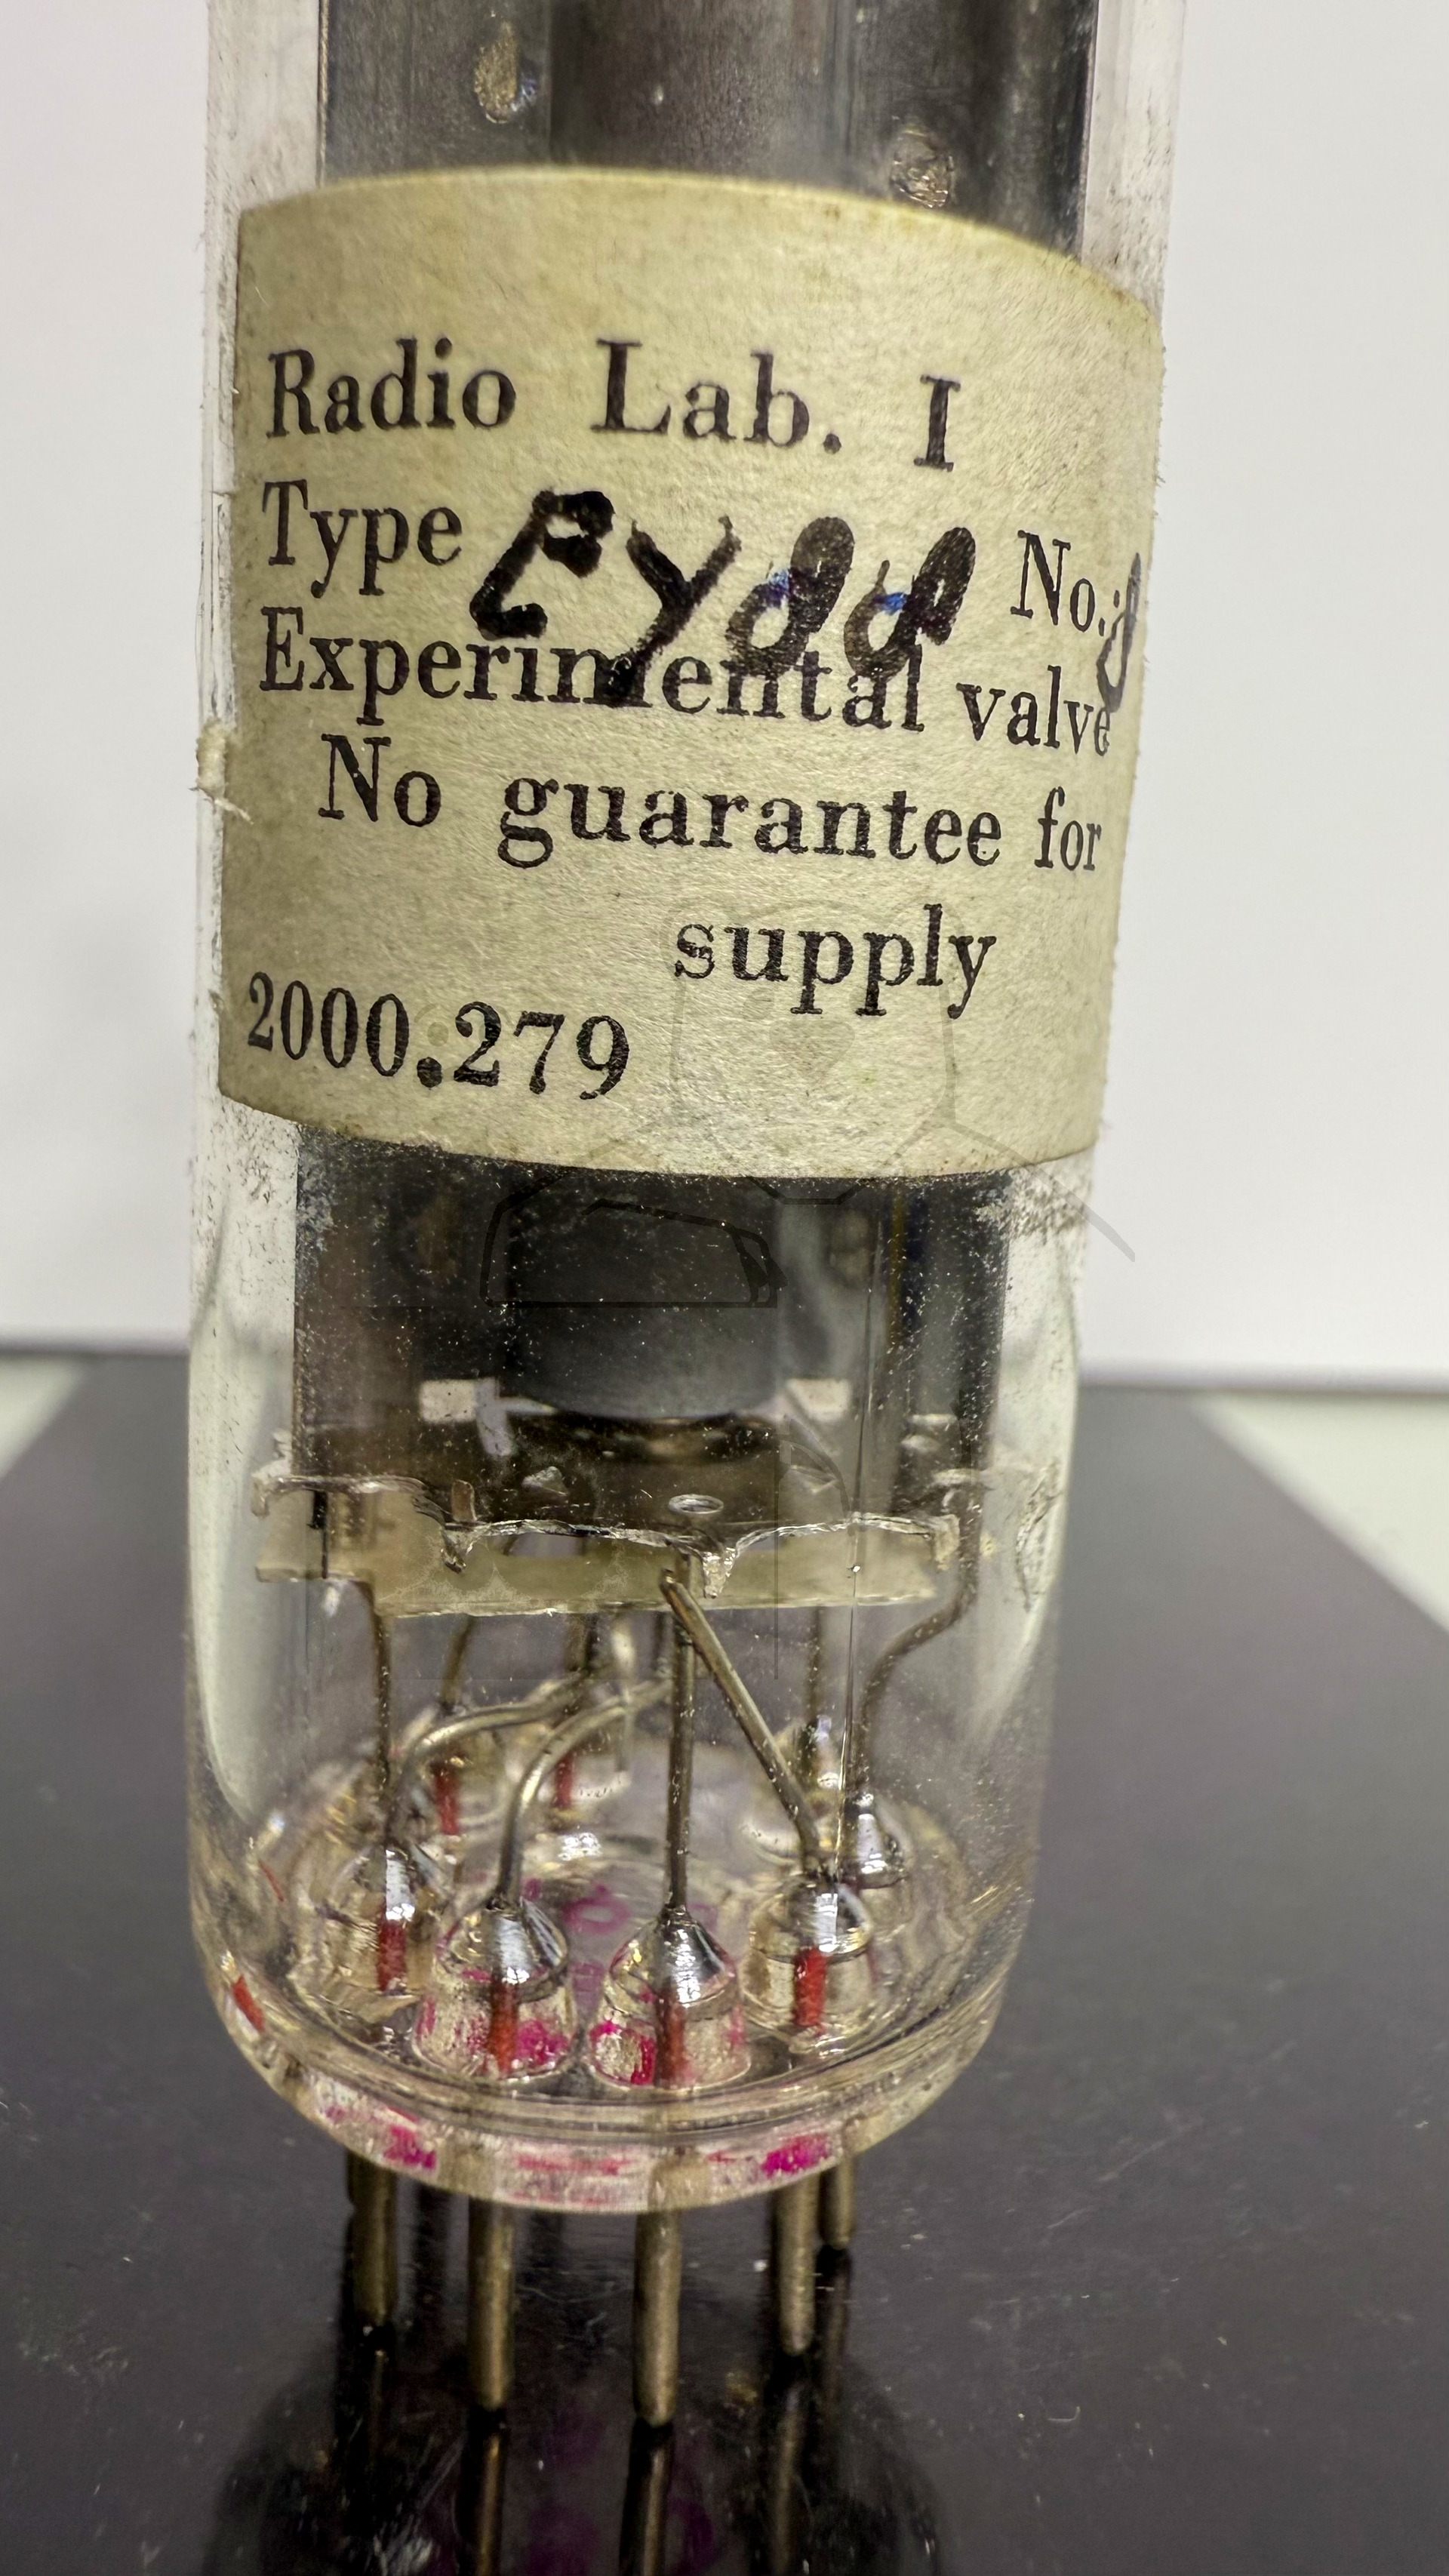 Radio Lab. I
Type EY88 No. 8
Experimental valve
No guarantee for
supply
2000.279